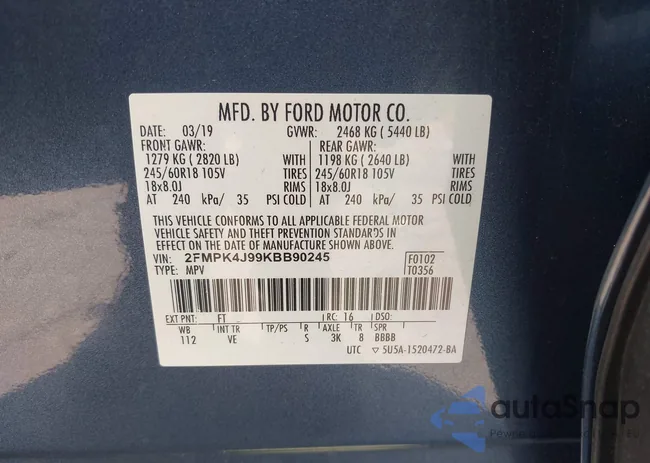 MFD. BY FORD MOTOR CO.
DATE: 03/19 GVWR: 2468 KG ( 5440 LB)
FRONT GAWR: REAR GAWR:
1279 KG ( 2820 LB) WITH 1198 KG ( 2640 LB) WITH
245/60R18 105V TIRES 245/60R18 105V TIRES
18x8.0J RIMS 18x8.0J RIMS
AT 240 kPa/ 35 PSI COLD AT 240 kPa/ 35 PSI COLD
THIS VEHICLE CONFORMS TO ALL APPLICABLE FEDERAL MOTOR
VEHICLE SAFETY AND THEFT PREVENTION STANDARDS IN
EFFECT ON THE DATE OF MANUFACTURE SHOWN ABOVE.
VIN: 2FMPK4J99KBB90245 F0102
TYPE: MPV T0356
EXT PNT: FT RC: 16 DSO:
WB INT TR TP/PS R AXLE TR SPR
112 VE S 3K 8 BBBB
UTC ▽ 5U5A-1520472-BA
autoSnap